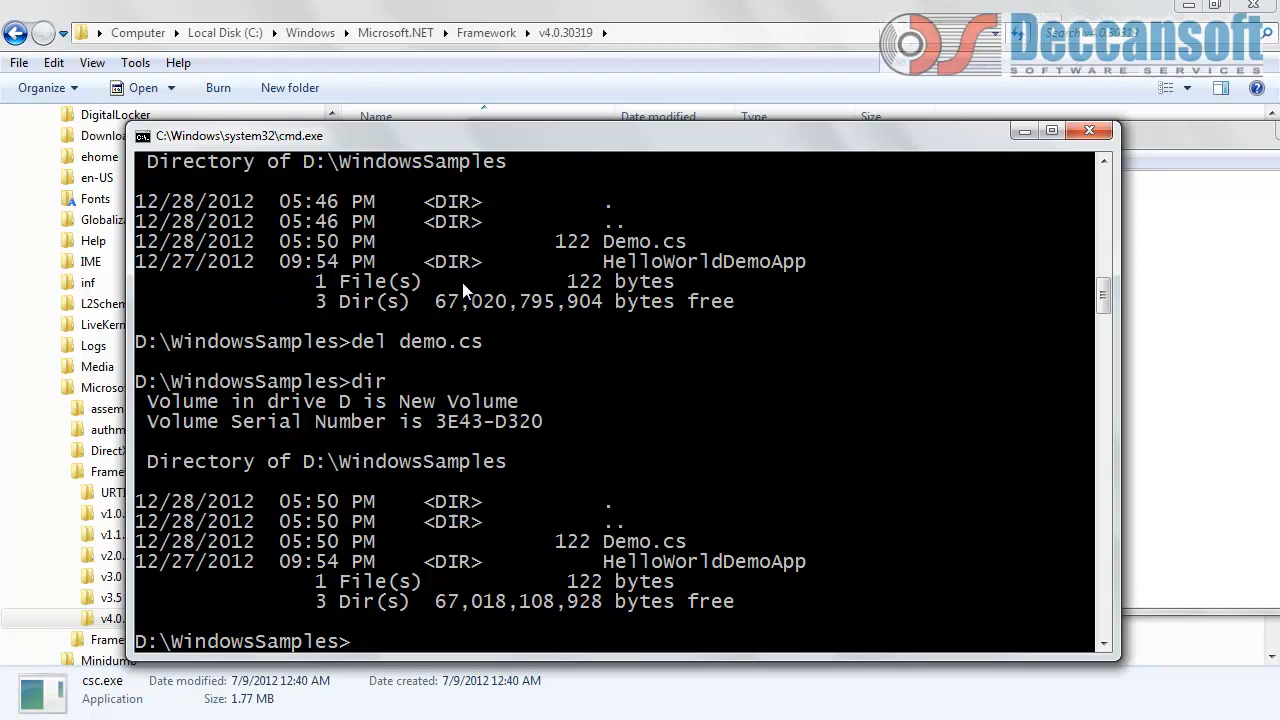 Computer
Local Disk (C:)
Microsoft.NET
Framework
v4.0.30319
Search v4.0.30319
Deccansoft
SOFTWARE SERVICES
File Edit View Tools Help
Organize Open Burn New folder
Name Date modified Type Size
DigitalLocker
ehome
en-US
Fonts
Help
IME
inf
Logs
Media
v3.0
v3.5
C:\Windows\system32\cmd.exe
Directory of D:\WindowsSamples
12/28/2012 05:46 PM <DIR> .
12/28/2012 05:46 PM <DIR> ..
12/28/2012 05:50 PM 122 Demo.cs
12/27/2012 09:54 PM <DIR> HelloWorldDemoApp
1 File(s) 122 bytes
3 Dir(s) 67,020,795,904 bytes free
D:\WindowsSamples>del demo.cs
D:\WindowsSamples>dir
Volume in drive D is New Volume
Volume Serial Number is 3E43-D320
Directory of D:\WindowsSamples
12/28/2012 05:50 PM <DIR> .
12/28/2012 05:50 PM <DIR> ..
12/28/2012 05:50 PM 122 Demo.cs
12/27/2012 09:54 PM <DIR> HelloWorldDemoApp
1 File(s) 122 bytes
3 Dir(s) 67,018,108,928 bytes free
D:\WindowsSamples>
csc.exe Date modified: 7/9/2012 12:40 AM Date created: 7/9/2012 12:40 AM
Application Size: 1.77 MB